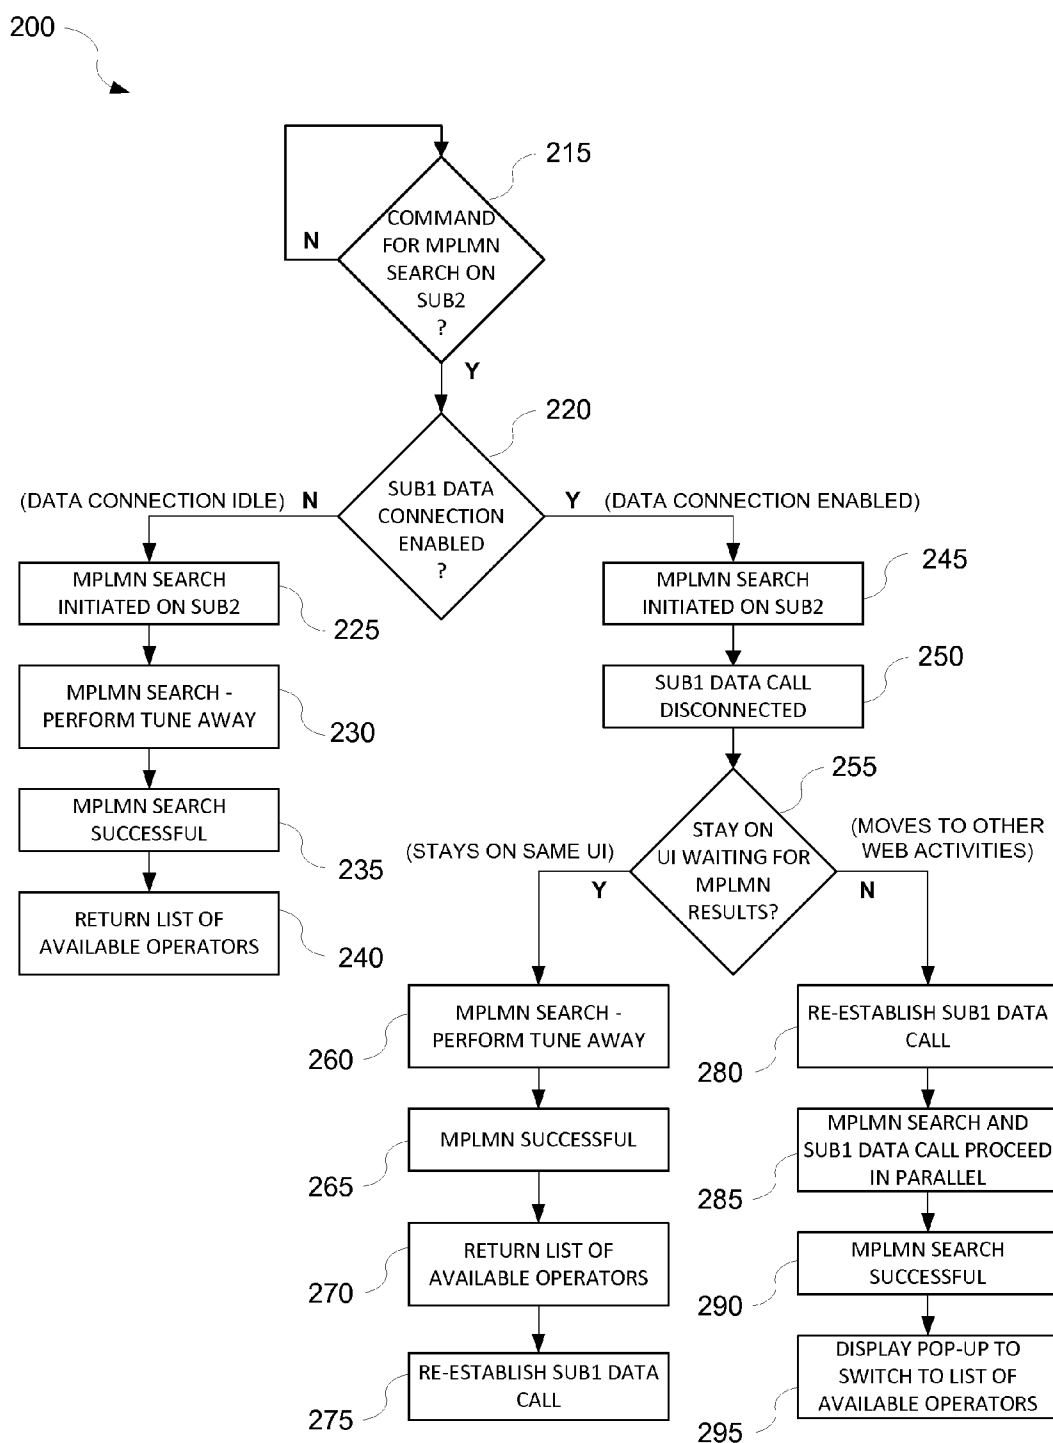 200
215
COMMAND
FOR MPLMN
SEARCH ON
SUB2
?
N
Y
220
(DATA CONNECTION IDLE) N
SUB1 DATA
CONNECTION
ENABLED
?
Y (DATA CONNECTION ENABLED)
MPLMN SEARCH
INITIATED ON SUB2
225
MPLMN SEARCH -
PERFORM TUNE AWAY
230
MPLMN SEARCH
SUCCESSFUL
235
RETURN LIST OF
AVAILABLE OPERATORS
240
245
MPLMN SEARCH
INITIATED ON SUB2
250
SUB1 DATA CALL
DISCONNECTED
255
STAY ON
UI WAITING FOR
MPLMN
RESULTS?
(STAYS ON SAME UI)
Y
(MOVES TO OTHER
WEB ACTIVITIES)
N
MPLMN SEARCH -
PERFORM TUNE AWAY
260
MPLMN SUCCESSFUL
265
RETURN LIST OF
AVAILABLE OPERATORS
270
RE-ESTABLISH SUB1 DATA
CALL
275
RE-ESTABLISH SUB1 DATA
CALL
280
MPLMN SEARCH AND
SUB1 DATA CALL PROCEED
IN PARALLEL
285
MPLMN SEARCH
SUCCESSFUL
290
DISPLAY POP-UP TO
SWITCH TO LIST OF
AVAILABLE OPERATORS
295